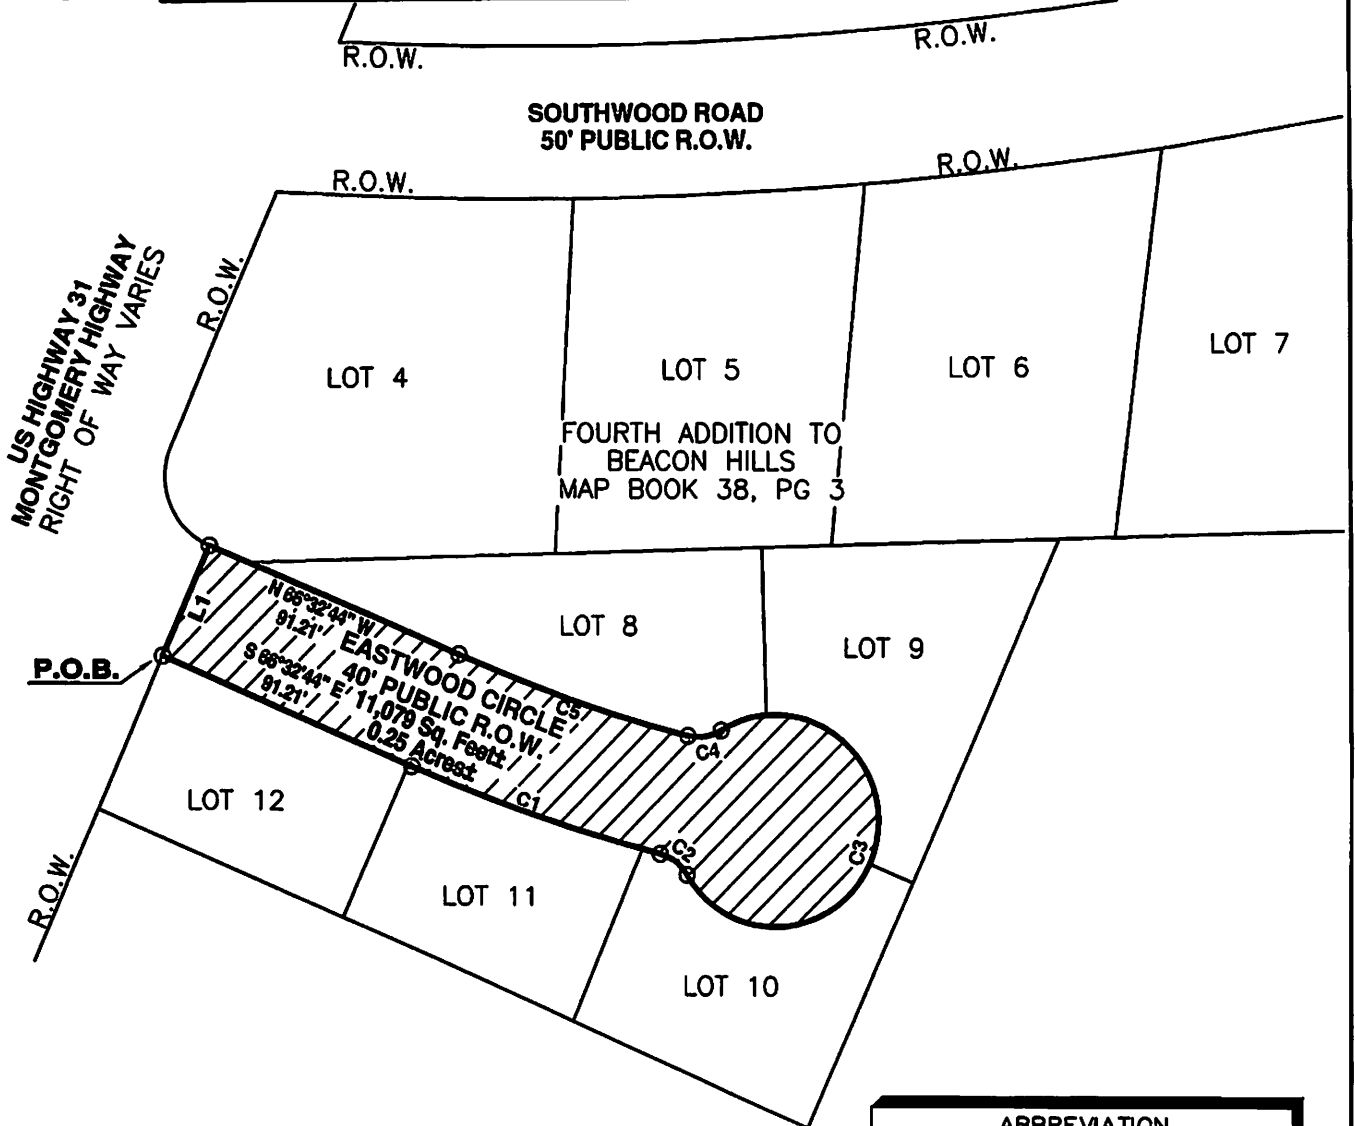 R.O.W.
R.O.W.
SOUTHWOOD ROAD
50' PUBLIC R.O.W.
R.O.W.
R.O.W.
US HIGHWAY 31
MONTGOMERY HIGHWAY
RIGHT OF WAY VARIES
R.O.W.
LOT 4
LOT 5
LOT 6
LOT 7
FOURTH ADDITION TO
BEACON HILLS
MAP BOOK 38, PG 3
L1
N 66°32'44" W
91.21'
EASTWOOD CIRCLE
40' PUBLIC R.O.W.
S 66°32'44" E
91.21'
11,079 Sq. Feet±
0.25 Acres±
P.O.B.
LOT 8
LOT 9
C5
C4
C1
C2
C3
LOT 12
LOT 11
LOT 10
R.O.W.
ABBREVIATION